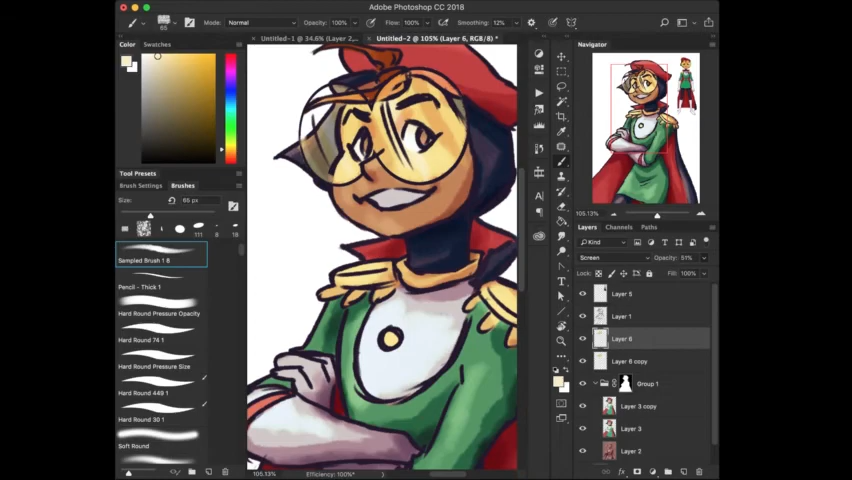 Adobe Photoshop CC 2018
65
Mode: Normal
Opacity: 100%
Flow: 100%
Smoothing: 12%
Color
Swatches
Untitled-1 @ 34.6% (Layer 2,...
Untitled-2 @ 105% (Layer 6, RGB/8) *
Navigator
Tool Presets
Brush Settings
Brushes
Size:
65 px
111
8
18
Sampled Brush 1 8
Pencil - Thick 1
Hard Round Pressure Opacity
Hard Round 74 1
Hard Round Pressure Size
Hard Round 449 1
Hard Round 30 1
Soft Round
105.13%
Efficiency: 100%*
105.13%
Layers
Channels
Paths
Kind
Screen
Opacity: 51%
Lock:
Fill: 100%
Layer 5
Layer 1
Layer 6
Layer 6 copy
Group 1
Layer 3 copy
Layer 3
Layer 2
fx